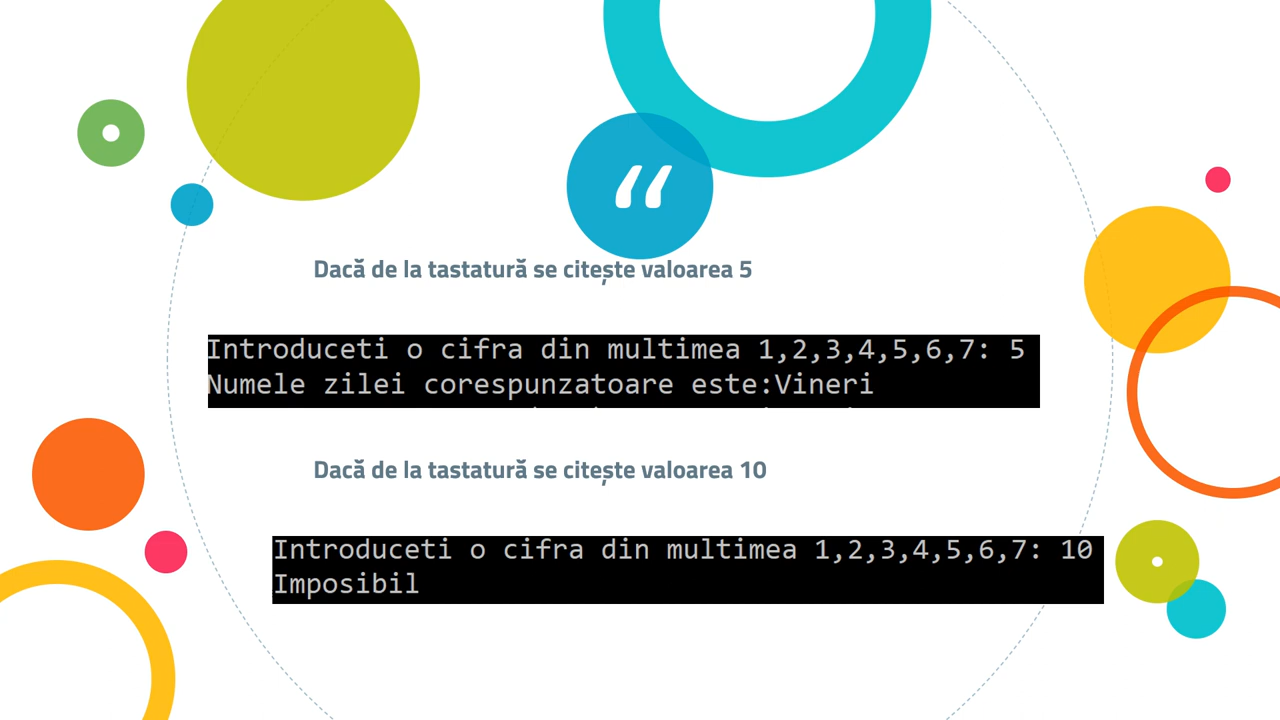 “
Dacă de la tastatură se citește valoarea 5
Introduceti o cifra din multimea 1,2,3,4,5,6,7: 5
Numele zilei corespunzatoare este:Vineri
Dacă de la tastatură se citește valoarea 10
Introduceti o cifra din multimea 1,2,3,4,5,6,7: 10
Imposibil